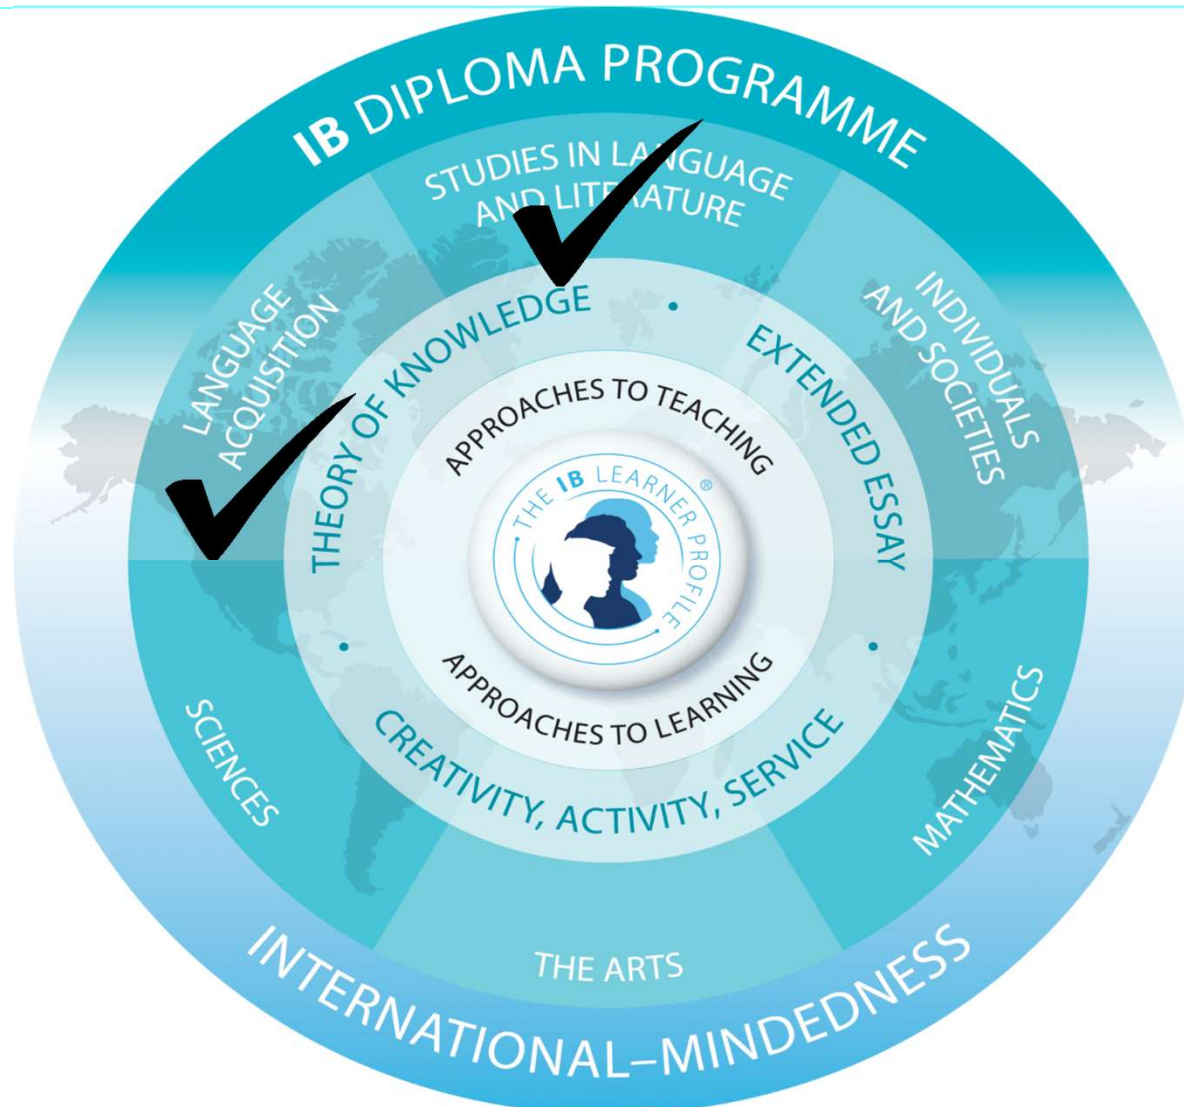 IB DIPLOMA PROGRAMME
STUDIES IN LANGUAGE
AND LITERATURE
LANGUAGE
ACQUISITION
INDIVIDUALS
AND SOCIETIES
THEORY OF KNOWLEDGE
EXTENDED ESSAY
APPROACHES TO TEACHING
THE IB LEARNER PROFILE ®
APPROACHES TO LEARNING
CREATIVITY, ACTIVITY, SERVICE
SCIENCES
MATHEMATICS
THE ARTS
INTERNATIONAL–MINDEDNESS